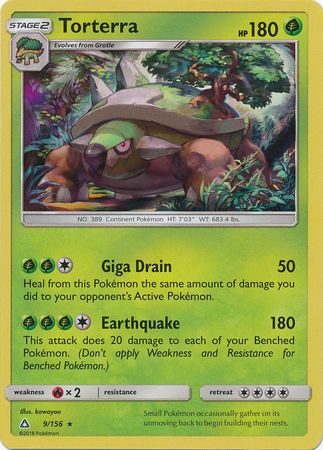 STAGE 2 Torterra HP 180
Evolves from Grotle
NO. 389 Continent Pokémon HT: 7'03" WT: 683.4 lbs.
Giga Drain 50
Heal from this Pokémon the same amount of damage you
did to your opponent's Active Pokémon.
Earthquake 180
This attack does 20 damage to each of your Benched
Pokémon. (Don't apply Weakness and Resistance for
Benched Pokémon.)
weakness × 2 resistance retreat
Illus. kawayoo
9/156 ★
©2018 Pokémon
Small Pokémon occasionally gather on its
unmoving back to begin building their nests.